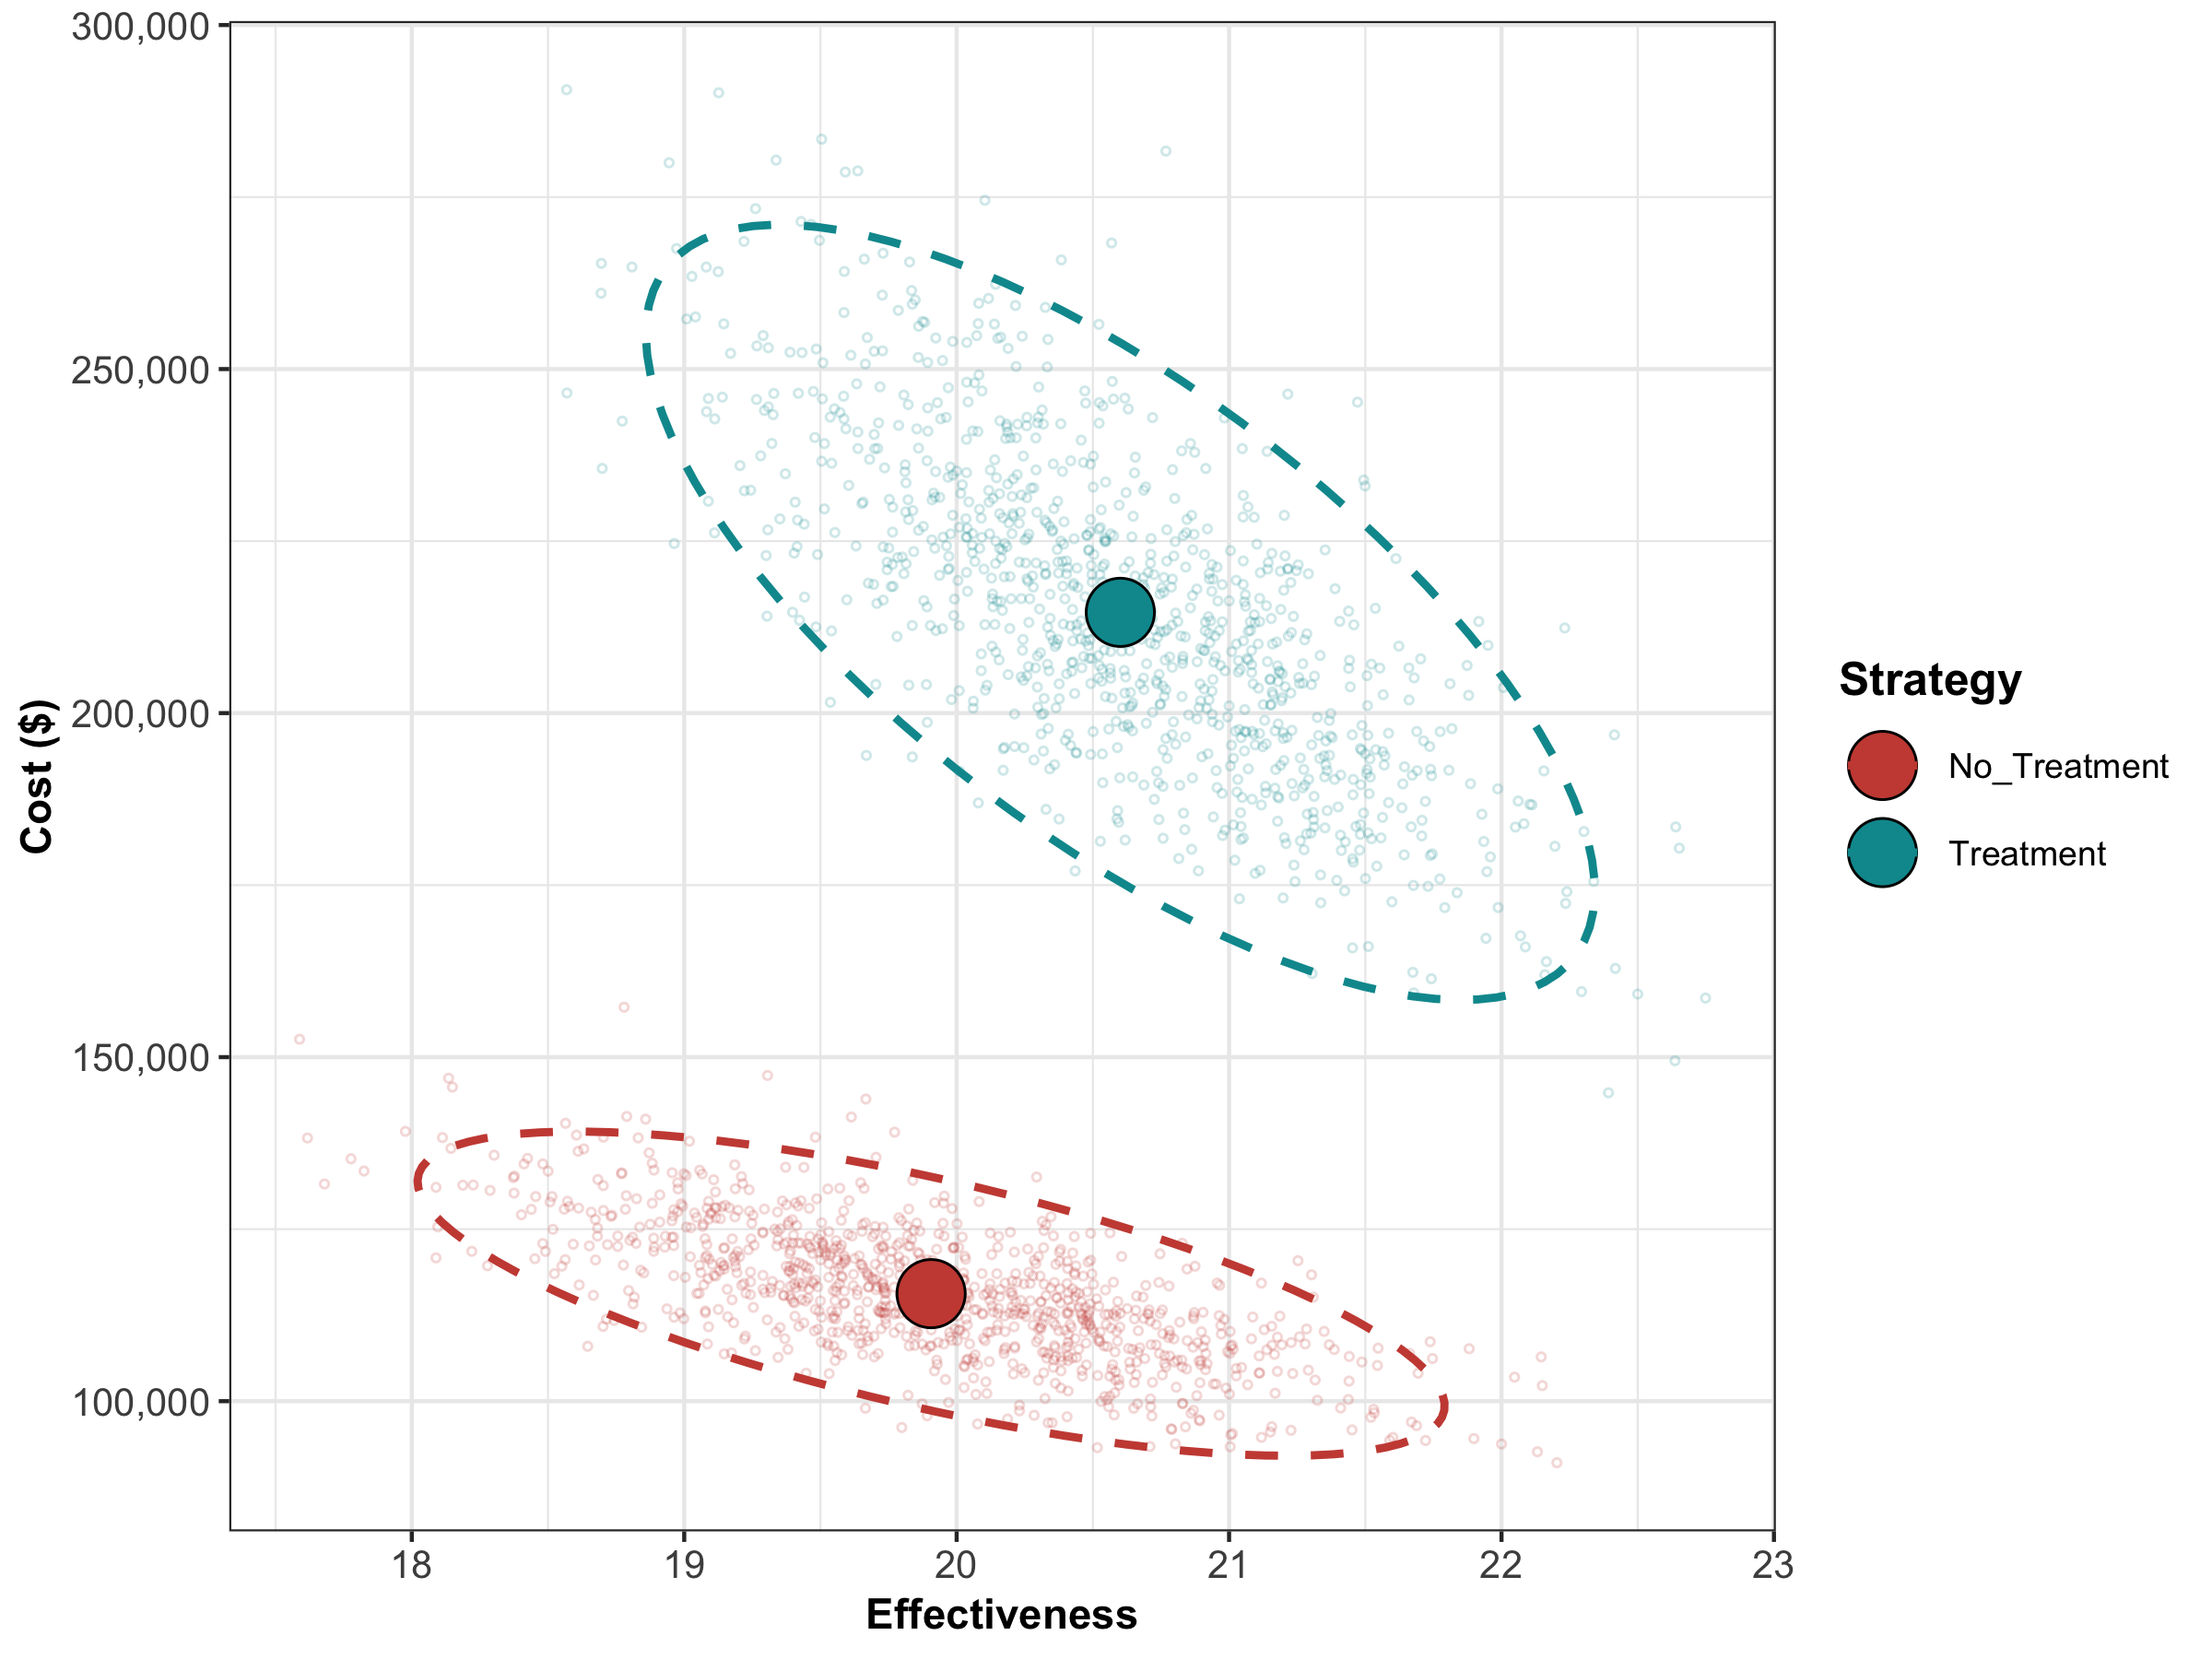 300,000
250,000
200,000
150,000
100,000
Cost ($)
18 19 20 21 22 23
Effectiveness
Strategy
No_Treatment
Treatment